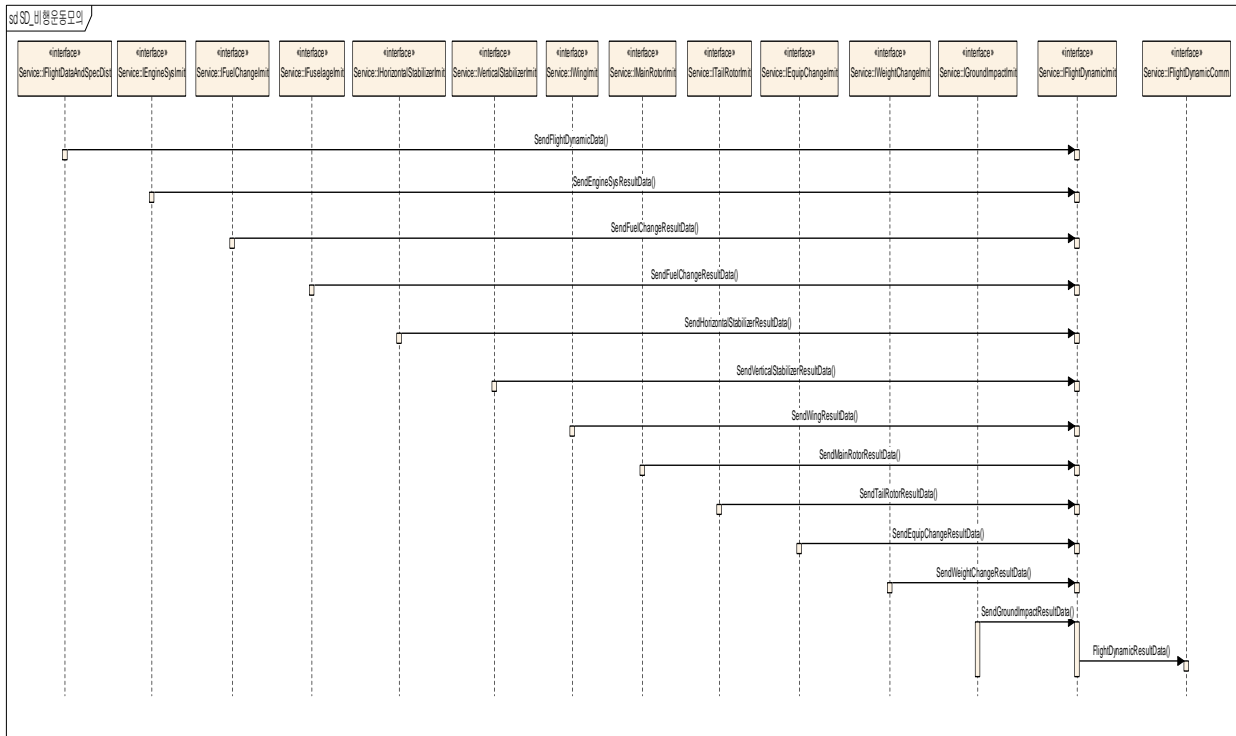 sd SD_비행운동모의
«interface»
Service::IFlightDataAndSpecDist
«interface»
Service::IEngineSysImit
«interface»
Service::IFuelChangeImit
«interface»
Service::IFuselageImit
«interface»
Service::IHorizontalStabilizerImit
«interface»
Service::IVerticalStabilizerImit
«interface»
Service::IWingImit
«interface»
Service::IMainRotorImit
«interface»
Service::ITailRotorImit
«interface»
Service::IEquipChangeImit
«interface»
Service::IWeightChangeImit
«interface»
Service::IGroundImpactImit
«interface»
Service::IFlightDynamicImit
«interface»
Service::IFlightDynamicComm
SendFlightDynamicData()
SendEngineSysResultData()
SendFuelChangeResultData()
SendFuelChangeResultData()
SendHorizontalStabilizerResultData()
SendVerticalStabilizerResultData()
SendWingResultData()
SendMainRotorResultData()
SendTailRotorResultData()
SendEquipChangeResultData()
SendWeightChangeResultData()
SendGroundImpactResultData()
FlightDynamicResultData()